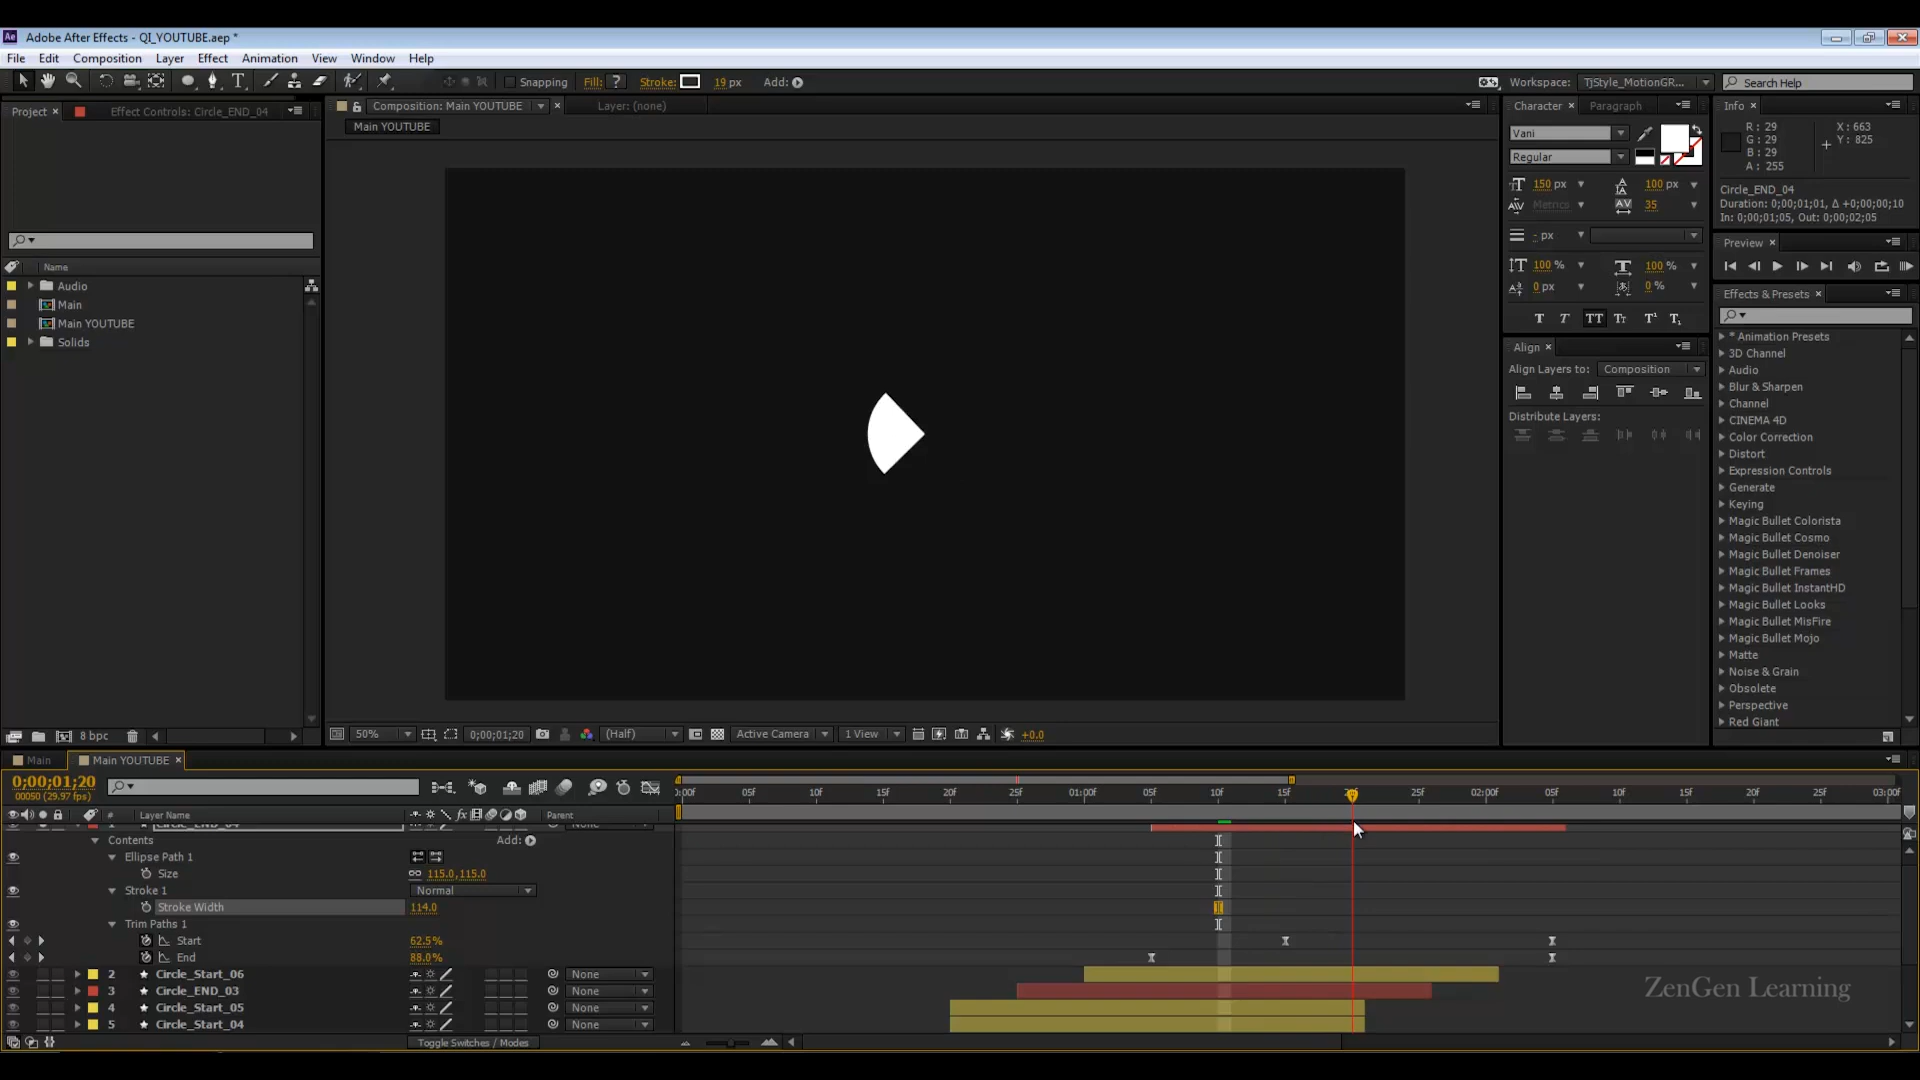 Adobe After Effects - QI_YOUTUBE.aep *
File Edit Composition Layer Effect Animation View Window Help
Snapping Fill: ? Stroke: 19 px Add: Workspace: TjStyle_MotionGR... Search Help
Project × Effect Controls: Circle_END_04 Composition: Main YOUTUBE × Layer: (none) Character × Paragraph Info ×
Main YOUTUBE
Vani
Regular
150 px 100 px
Metrics 35
- px
100 % 100 %
0 px 0 %
T T TT Tт T¹ T₁
R : 29 X : 663
G : 29 Y : 825
B : 29
A : 255
Circle_END_04
Duration: 0;00;01;01, Δ +0;00;00;10
In: 0;00;01;05, Out: 0;00;02;05
Preview ×
Effects & Presets ×
* Animation Presets
3D Channel
Audio
Blur & Sharpen
Channel
CINEMA 4D
Color Correction
Distort
Expression Controls
Generate
Keying
Magic Bullet Colorista
Magic Bullet Cosmo
Magic Bullet Denoiser
Magic Bullet Frames
Magic Bullet InstantHD
Magic Bullet Looks
Magic Bullet MisFire
Magic Bullet Mojo
Matte
Noise & Grain
Obsolete
Perspective
Red Giant
Align ×
Align Layers to: Composition
Distribute Layers:
Name
Audio
Main
Main YOUTUBE
Solids
8 bpc
50% 0;00;01;20 (Half) Active Camera 1 View +0.0
Main Main YOUTUBE ×
0;00;01;20
00050 (29.97 fps)
:00f 05f 10f 15f 20f 25f 01:00f 05f 10f 15f 25f 02:00f 05f 10f 15f 20f 25f 03:00f
# Layer Name Parent
Contents Add:
Ellipse Path 1
Size 115.0,115.0
Stroke 1 Normal
Stroke Width 114.0
Trim Paths 1
Start 62.5%
End 88.0%
2 Circle_Start_06 None
3 Circle_END_03 None
4 Circle_Start_05 None
5 Circle_Start_04 None
Toggle Switches / Modes
ZenGen Learning